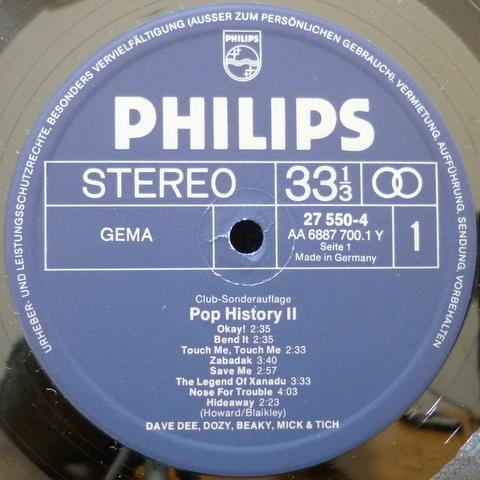 URHEBER- UND LEISTUNGSSCHUTZRECHTE, BESONDERS VERVIELFÄLTIGUNG (AUSSER ZUM PERSÖNLICHEN GEBRAUCH), VERMIETUNG, AUFFÜHRUNG, SENDUNG, VORBEHALTEN
PHILIPS
PHILIPS
STEREO
33 1/3
GEMA
27 550-4
AA 6887 700.1 Y
Seite 1
Made in Germany
1
Club-Sonderauflage
Pop History II
Okay! 2:35
Bend It 2:35
Touch Me, Touch Me 2:33
Zabadak 3:40
Save Me 2:57
The Legend Of Xanadu 3:33
Nose For Trouble 4:03
Hideaway 2:23
(Howard/Blaikley)
DAVE DEE, DOZY, BEAKY, MICK & TICH